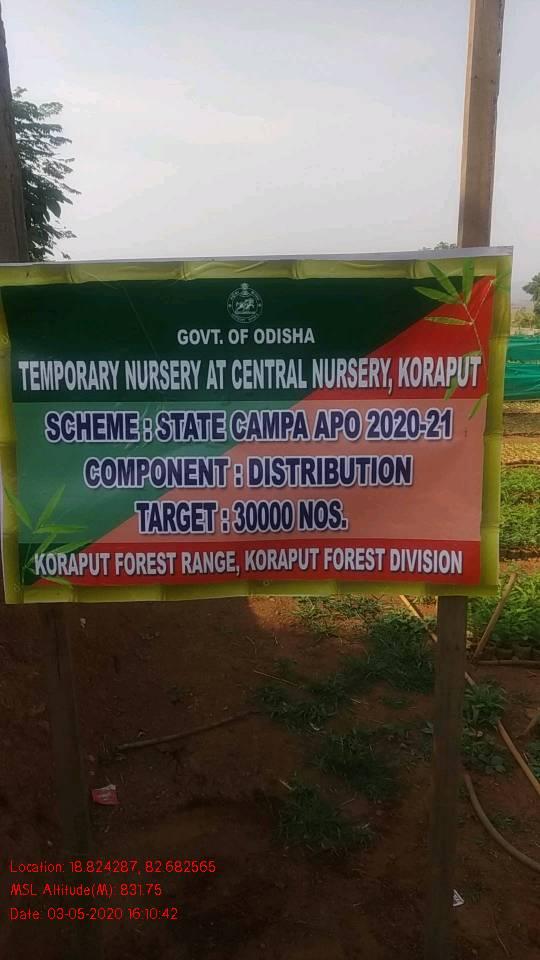 GOVT. OF ODISHA
TEMPORARY NURSERY AT CENTRAL NURSERY, KORAPUT
SCHEME : STATE CAMPA APO 2020-21
COMPONENT : DISTRIBUTION
TARGET : 30000 NOS.
KORAPUT FOREST RANGE, KORAPUT FOREST DIVISION
Location: 18.824287, 82.682565
MSL Altitude(M): 831.75
Date: 03-05-2020 16:10:42